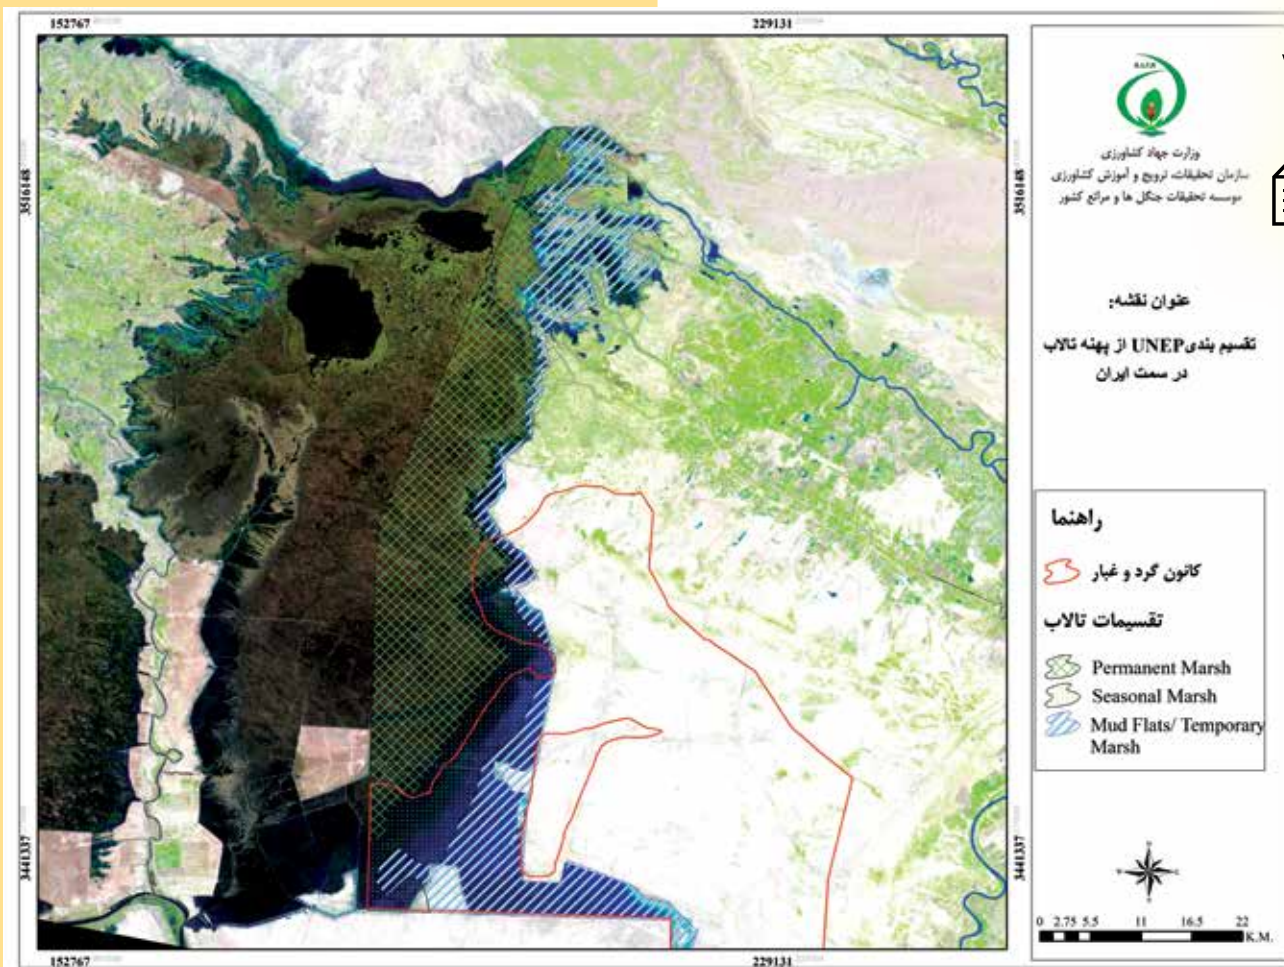 152767
229131
3516148
3516148
3441337
3441337
152767
229131
R.I.F.R
وزارت جهاد کشاورزی
سازمان تحقیقات، ترویج و آموزش کشاورزی
موسسه تحقیقات جنگل ها و مراتع کشور
عنوان نقشه:
تقسیم بندی UNEP از پهنه تالاب
در سمت ایران
راهنما
کانون گرد و غبار
تقسیمات تالاب
Permanent Marsh
Seasonal Marsh
Mud Flats/ Temporary
Marsh
0 2.75 5.5 11 16.5 22
K.M.